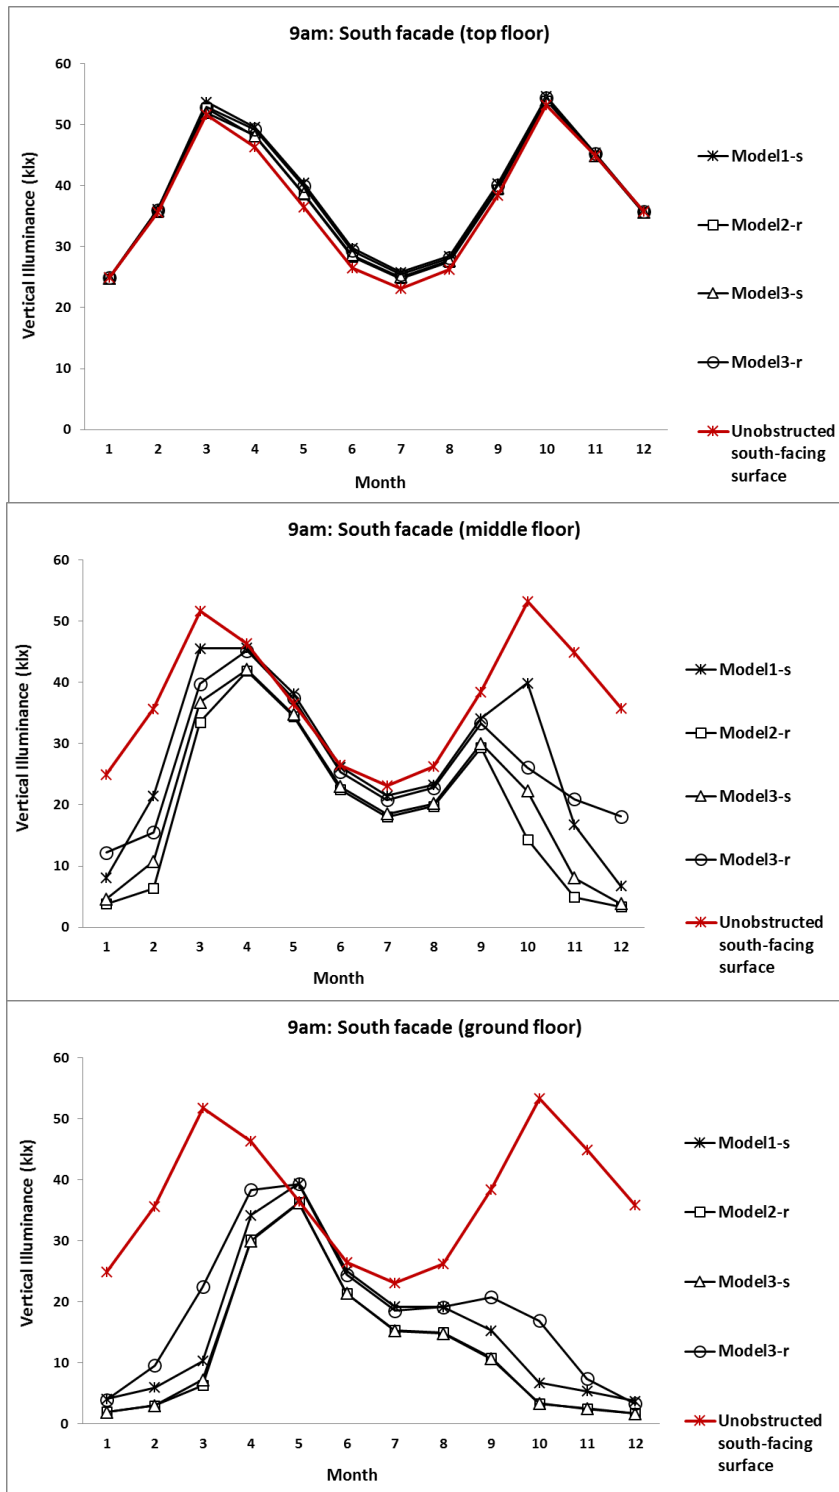 9am: South facade (top floor)
Vertical Illuminance (klx)
60
50
40
30
20
10
0
1 2 3 4 5 6 7 8 9 10 11 12
Month
Model1-s
Model2-r
Model3-s
Model3-r
Unobstructed
south-facing
surface
9am: South facade (middle floor)
Vertical Illuminance (klx)
60
50
40
30
20
10
0
1 2 3 4 5 6 7 8 9 10 11 12
Month
Model1-s
Model2-r
Model3-s
Model3-r
Unobstructed
south-facing
surface
9am: South facade (ground floor)
Vertical Illuminance (klx)
60
50
40
30
20
10
0
1 2 3 4 5 6 7 8 9 10 11 12
Month
Model1-s
Model2-r
Model3-s
Model3-r
Unobstructed
south-facing
surface